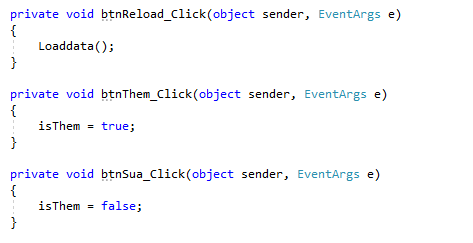 private void btnReload_Click(object sender, EventArgs e)
{
    Loaddata();
}
private void btnThem_Click(object sender, EventArgs e)
{
    isThem = true;
}
private void btnSua_Click(object sender, EventArgs e)
{
    isThem = false;
}